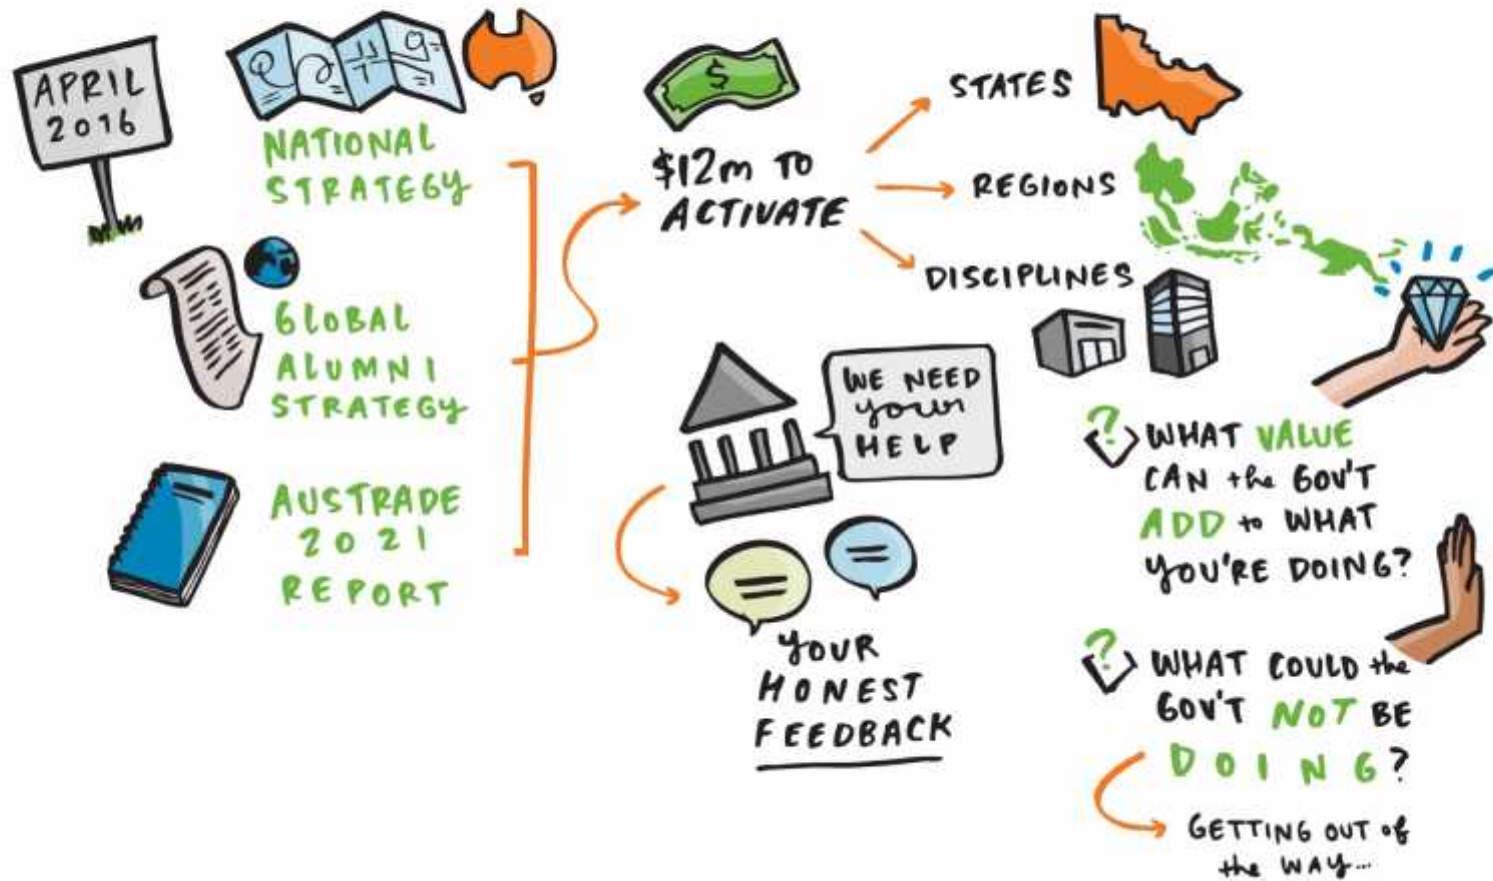 APRIL
2016
NATIONAL
STRATEGY
GLOBAL
ALUMNI
STRATEGY
AUSTRADE
2021
REPORT
$
$12m TO
ACTIVATE
STATES
REGIONS
DISCIPLINES
WE NEED
your
HELP
YOUR
HONEST
FEEDBACK
? WHAT VALUE
CAN the GOV'T
ADD to WHAT
YOU'RE DOING?
? WHAT COULD the
GOV'T NOT BE
DOING?
GETTING OUT of
the WAY...